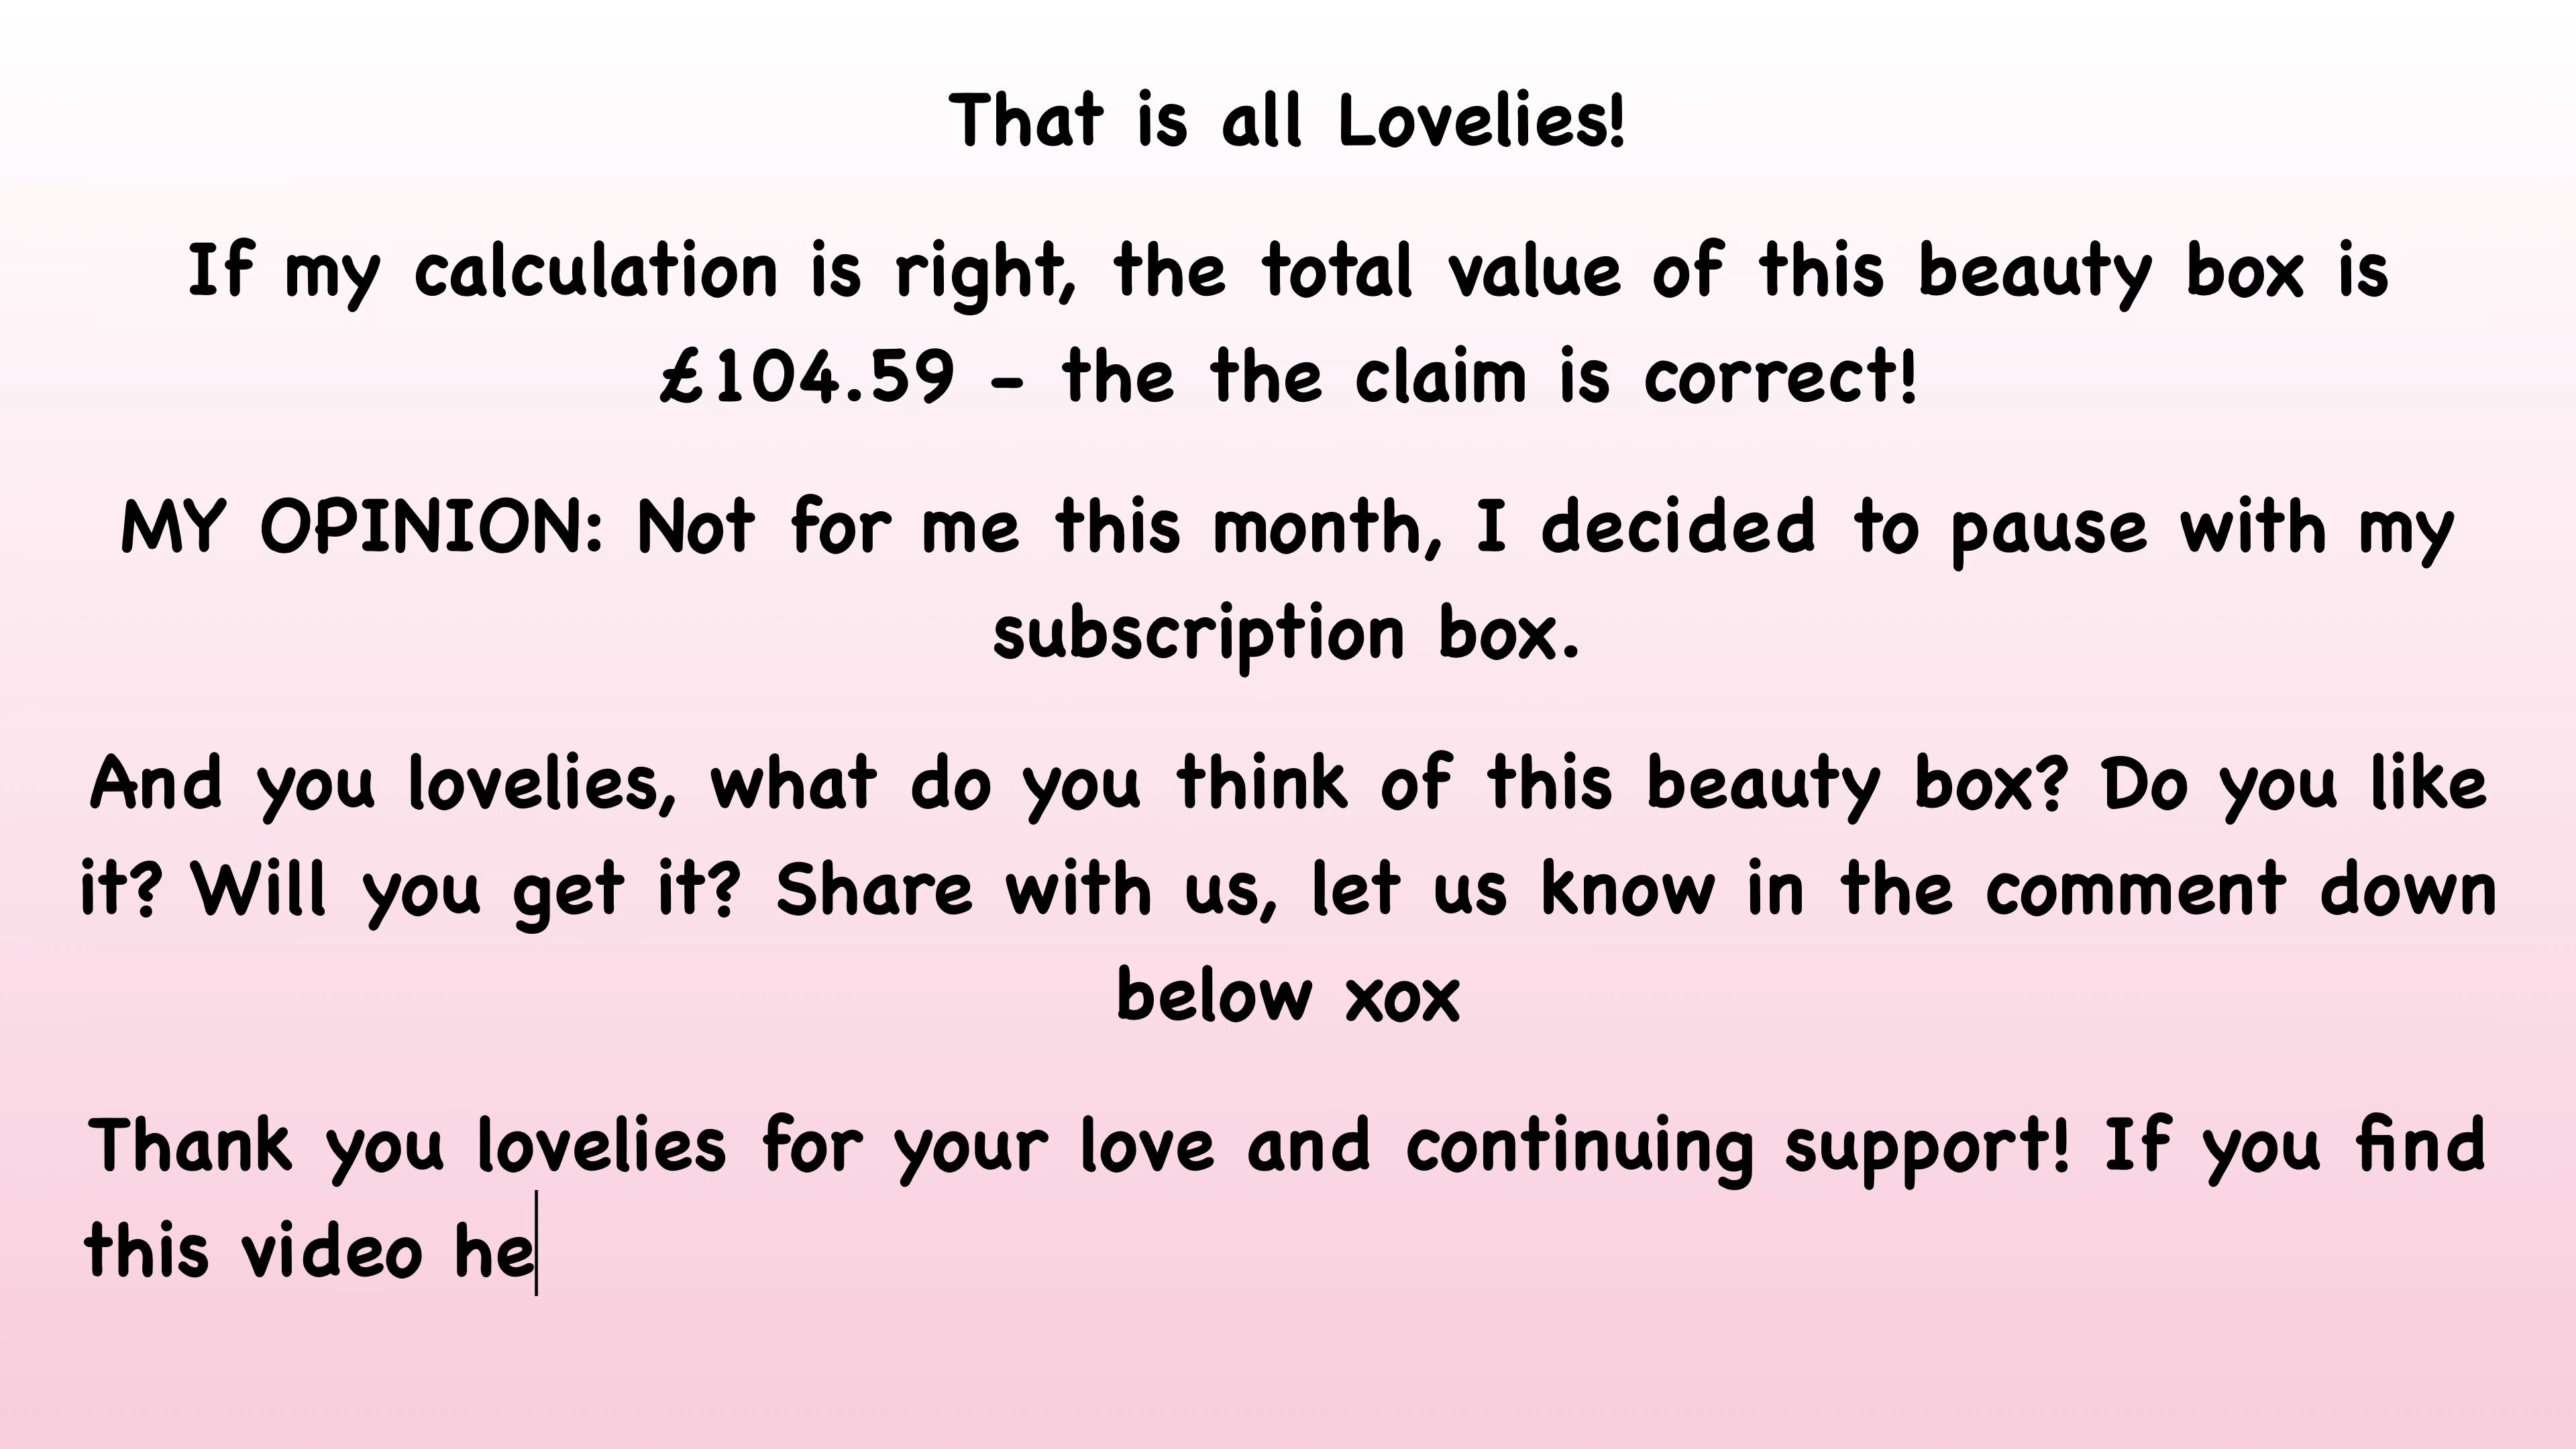 That is all Lovelies!
If my calculation is right, the total value of this beauty box is
£104.59 - the the claim is correct!
MY OPINION: Not for me this month, I decided to pause with my
subscription box.
And you lovelies, what do you think of this beauty box? Do you like
it? Will you get it? Share with us, let us know in the comment down
below xox
Thank you lovelies for your love and continuing support! If you find
this video he